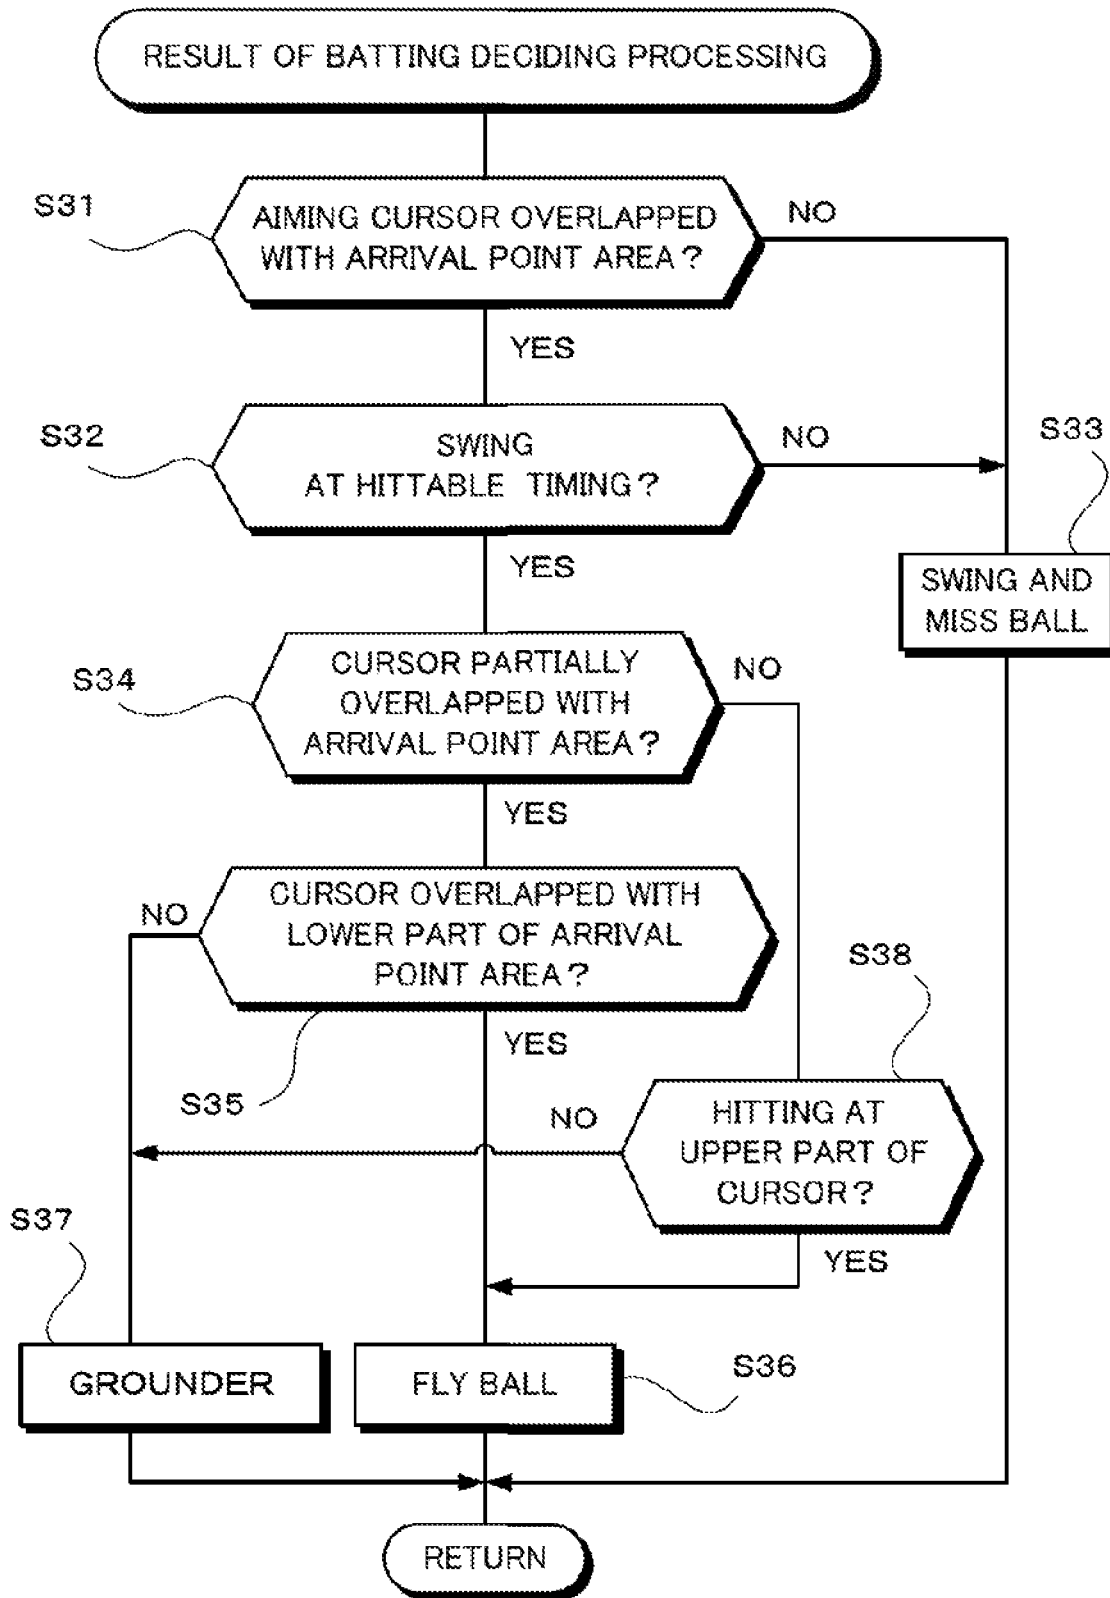 RESULT OF BATTING DECIDING PROCESSING
S31
AIMING CURSOR OVERLAPPED
WITH ARRIVAL POINT AREA?
NO
YES
S32
SWING
AT HITTABLE TIMING?
NO
S33
YES
SWING AND
MISS BALL
S34
CURSOR PARTIALLY
OVERLAPPED WITH
ARRIVAL POINT AREA?
NO
YES
NO
CURSOR OVERLAPPED WITH
LOWER PART OF ARRIVAL
POINT AREA?
S38
YES
S35
NO
HITTING AT
UPPER PART OF
CURSOR?
S37
YES
GROUNDER
FLY BALL
S36
RETURN